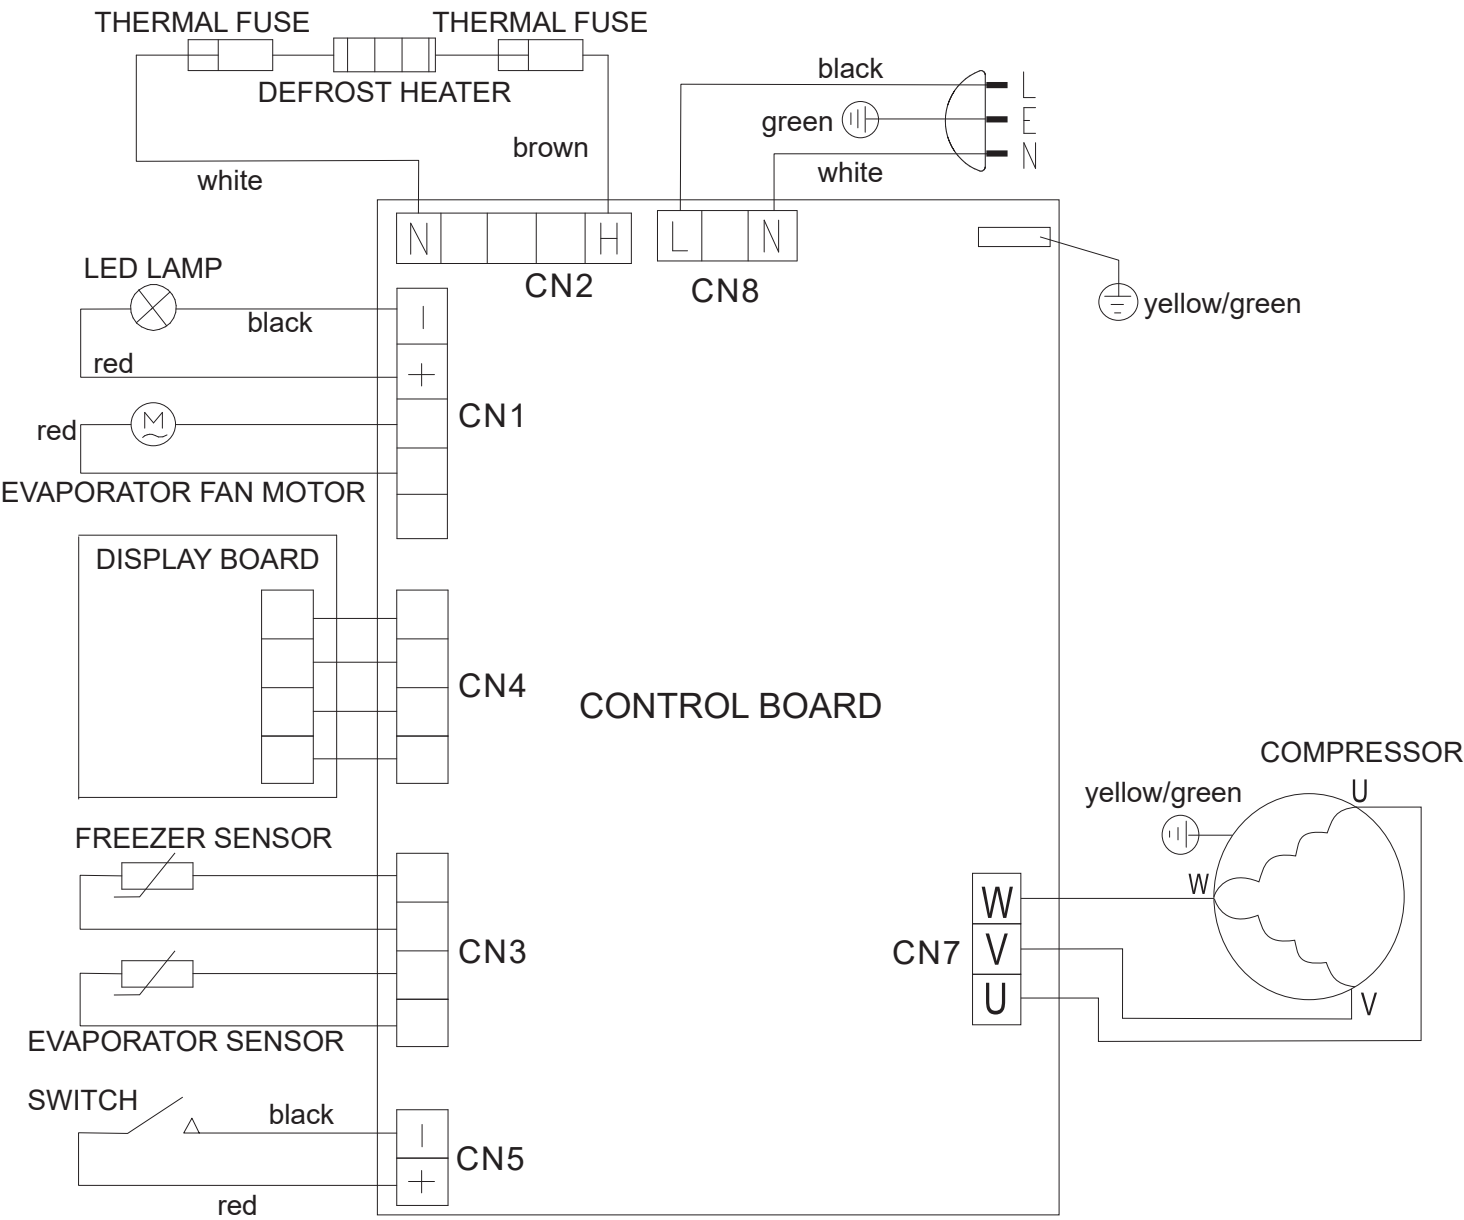 THERMAL FUSE THERMAL FUSE
DEFROST HEATER
black
L
green
E
brown
white
N
white
N H
L N
CN2
CN8
LED LAMP
yellow/green
black
red
+
CN1
M
red
EVAPORATOR FAN MOTOR
DISPLAY BOARD
CN4
CONTROL BOARD
COMPRESSOR
yellow/green
U
FREEZER SENSOR
W
W
CN3
CN7
V
U
V
EVAPORATOR SENSOR
SWITCH
black
CN5
+
red